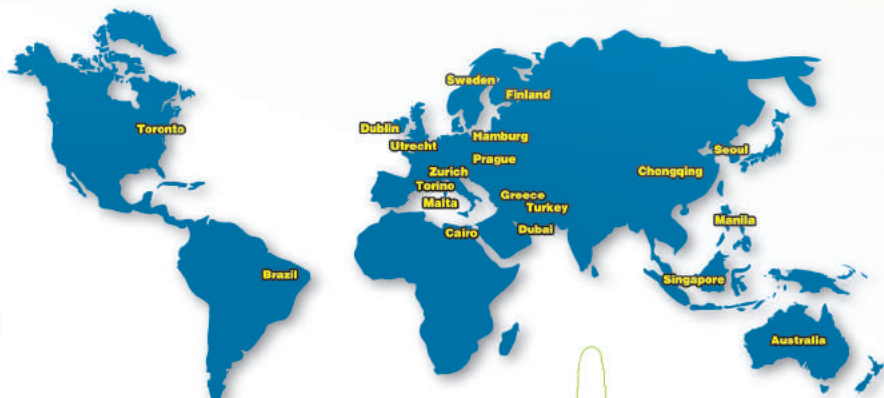 Sweden
Finland
Toronto
Dublin
Hamburg
Utrecht
Seoul
Prague
Zurich
Chongqing
Torino
Greece
Malta
Turkey
Manila
Cairo
Dubai
Brazil
Singapore
Australia